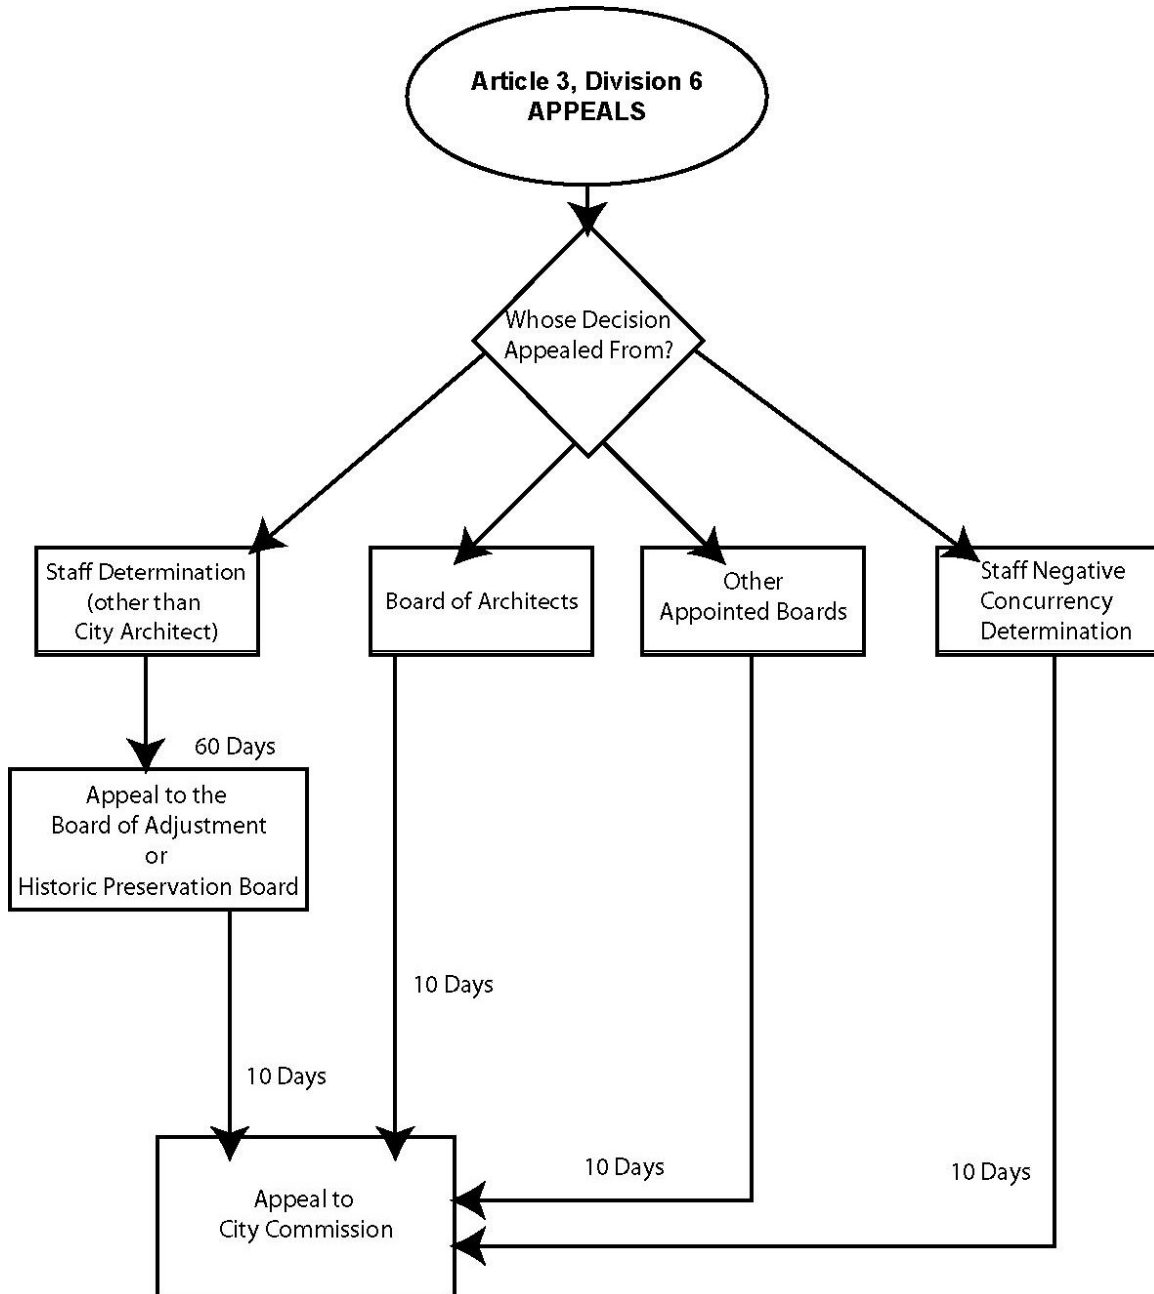 Article 3, Division 6
APPEALS
Whose Decision
Appealed From?
Staff Determination
(other than
City Architect)
Board of Architects
Other
Appointed Boards
Staff Negative
Concurrency
Determination
60 Days
Appeal to the
Board of Adjustment
or
Historic Preservation Board
10 Days
10 Days
10 Days
10 Days
Appeal to
City Commission